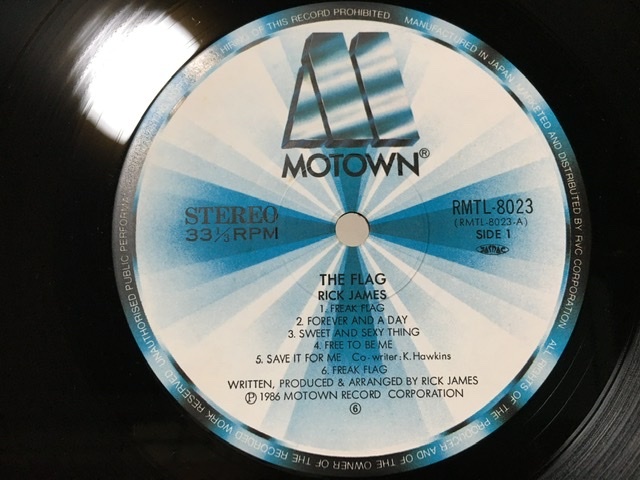 MOTOWN®
STEREO
33⅓ RPM
RMTL-8023
(RMTL-8023-A)
SIDE 1
THE FLAG
RICK JAMES
1. FREAK FLAG
2. FOREVER AND A DAY
3. SWEET AND SEXY THING
4. FREE TO BE ME
5. SAVE IT FOR ME Co-writer: K. Hawkins
6. FREAK FLAG
WRITTEN, PRODUCED & ARRANGED BY RICK JAMES
Ⓟ 1986 MOTOWN RECORD CORPORATION
⑥
OF THIS RECORD PROHIBITED. MANUFACTURED IN JAPAN, MARKETED AND DISTRIBUTED BY RVC CORPORATION. ALL RIGHTS OF THE PRODUCER AND OF THE OWNER OF THE RECORDED WORK RESERVED. UNAUTHORISED PUBLIC